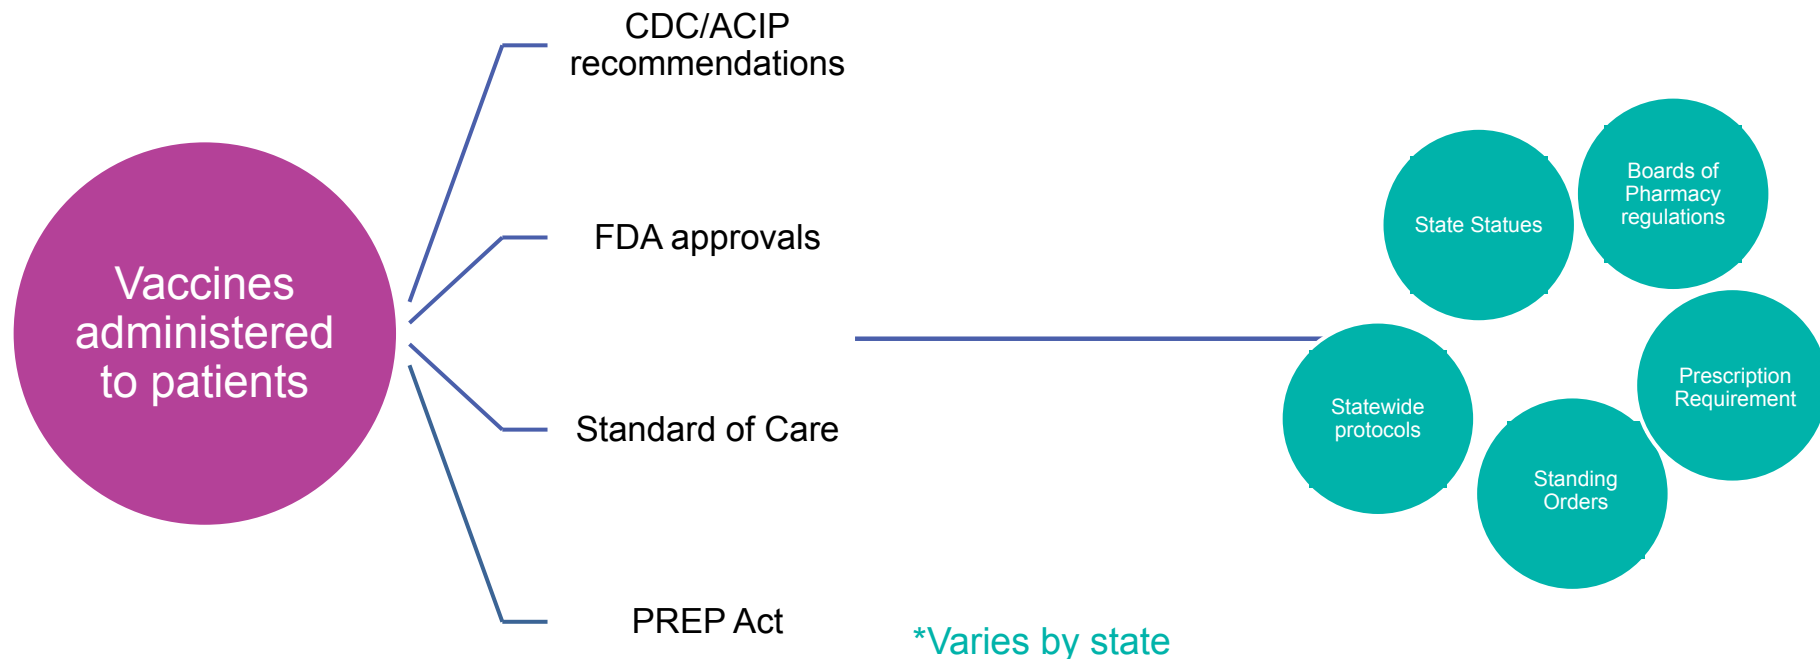 Vaccines
administered
to patients
CDC/ACIP
recommendations
FDA approvals
Standard of Care
PREP Act
*Varies by state
State Statues
Boards of
Pharmacy
regulations
Prescription
Requirement
Standing
Orders
Statewide
protocols